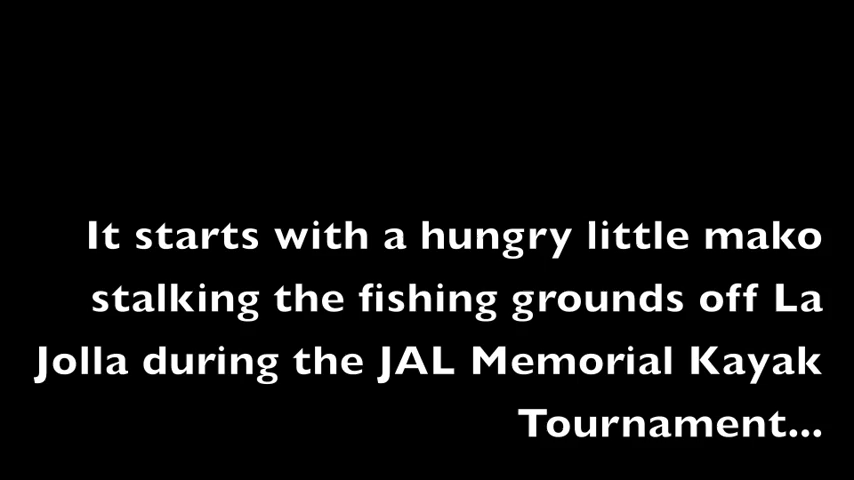 It starts with a hungry little mako
stalking the fishing grounds off La
Jolla during the JAL Memorial Kayak
Tournament...